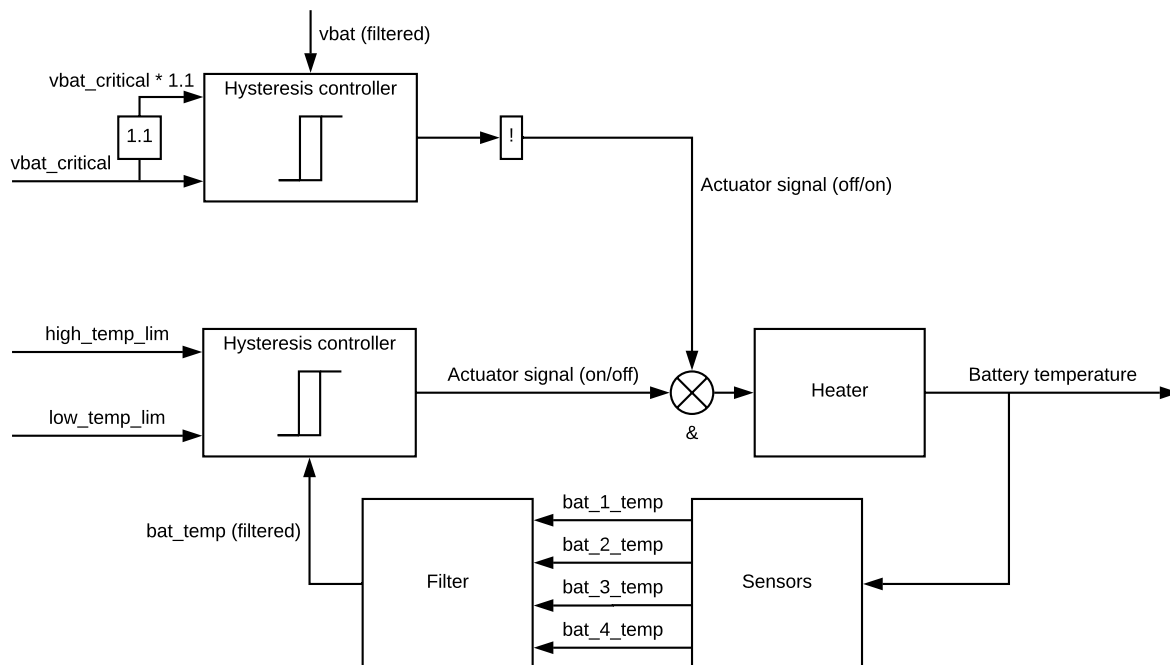 vbat (filtered)
vbat_critical * 1.1
Hysteresis controller
1.1
!
vbat_critical
Actuator signal (off/on)
high_temp_lim
Hysteresis controller
Actuator signal (on/off)
Heater
Battery temperature
low_temp_lim
&
bat_1_temp
bat_temp (filtered)
bat_2_temp
Filter
Sensors
bat_3_temp
bat_4_temp